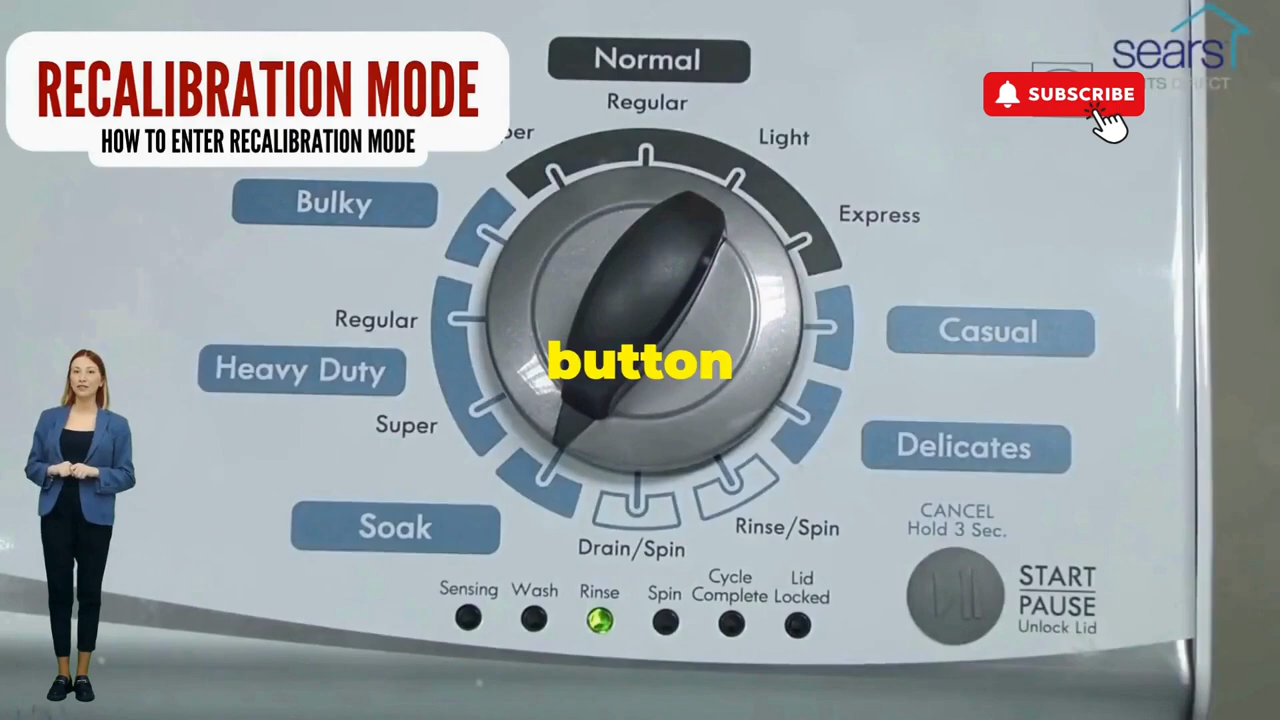 RECALIBRATION MODE
HOW TO ENTER RECALIBRATION MODE
sears
DIRECT
SUBSCRIBE
Normal
Regular
Light
Express
Bulky
Regular
Heavy Duty
Super
button
Casual
Delicates
Soak
Drain/Spin
Rinse/Spin
CANCEL
Hold 3 Sec.
START
PAUSE
Unlock Lid
Sensing
Wash
Rinse
Spin
Cycle
Complete
Lid
Locked